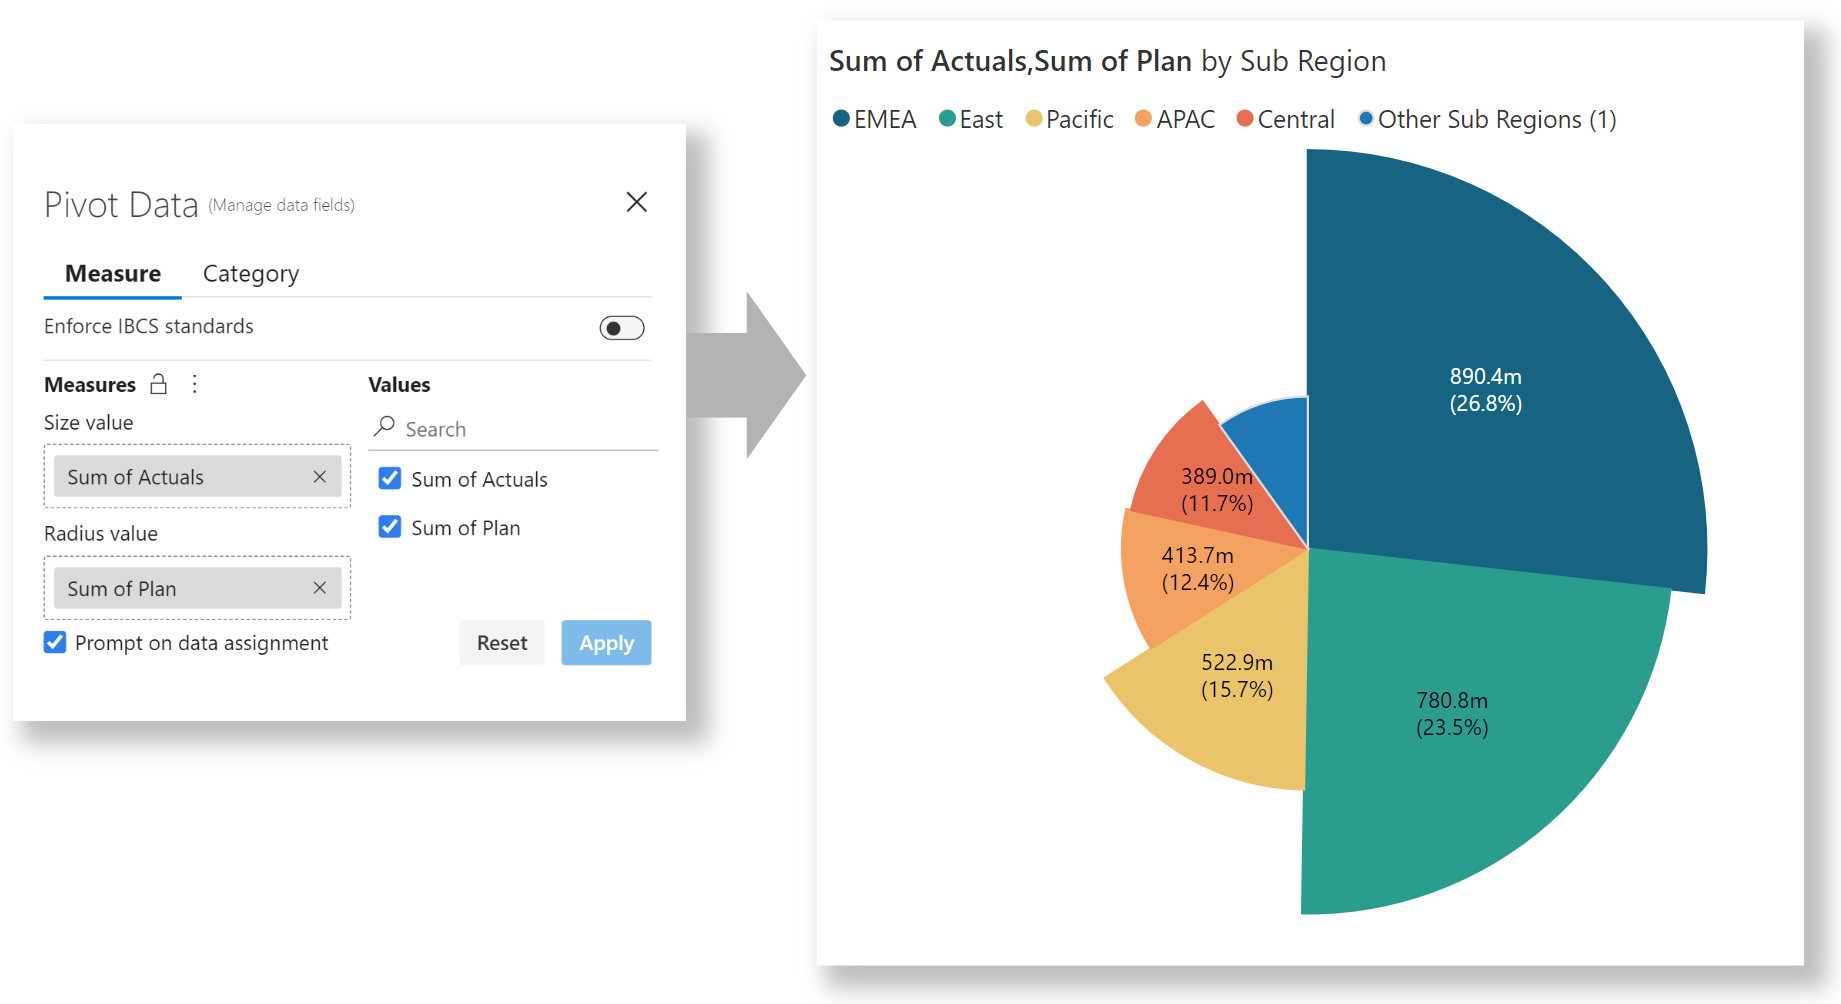 Pivot Data (Manage data fields)
Measure Category
Enforce IBCS standards
Measures
Size value
Sum of Actuals
Radius value
Sum of Plan
Prompt on data assignment
Values
Search
Sum of Actuals
Sum of Plan
Reset Apply
Sum of Actuals,Sum of Plan by Sub Region
EMEA East Pacific APAC Central Other Sub Regions (1)
890.4m
(26.8%)
389.0m
(11.7%)
413.7m
(12.4%)
522.9m
(15.7%)
780.8m
(23.5%)